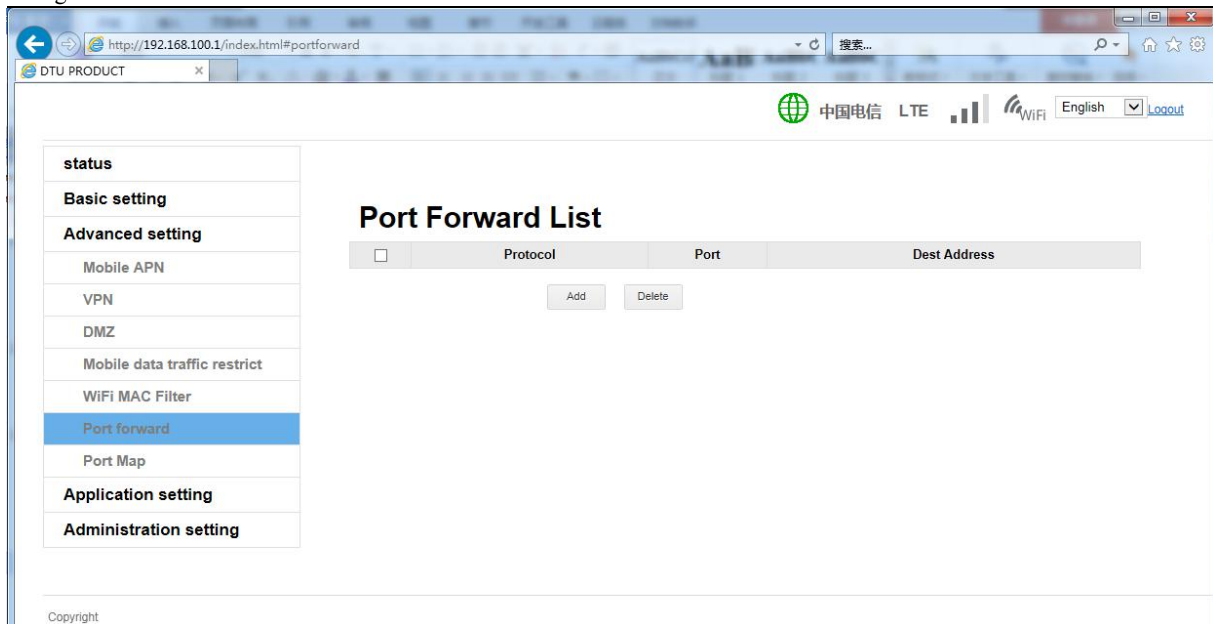 http://192.168.100.1/index.html#portforward
搜索...
DTU PRODUCT
中国电信 LTE WiFi English Logout
status
Basic setting
Advanced setting
Mobile APN
VPN
DMZ
Mobile data traffic restrict
WiFi MAC Filter
Port forward
Port Map
Application setting
Administration setting
Port Forward List
Protocol Port Dest Address
Add Delete
Copyright